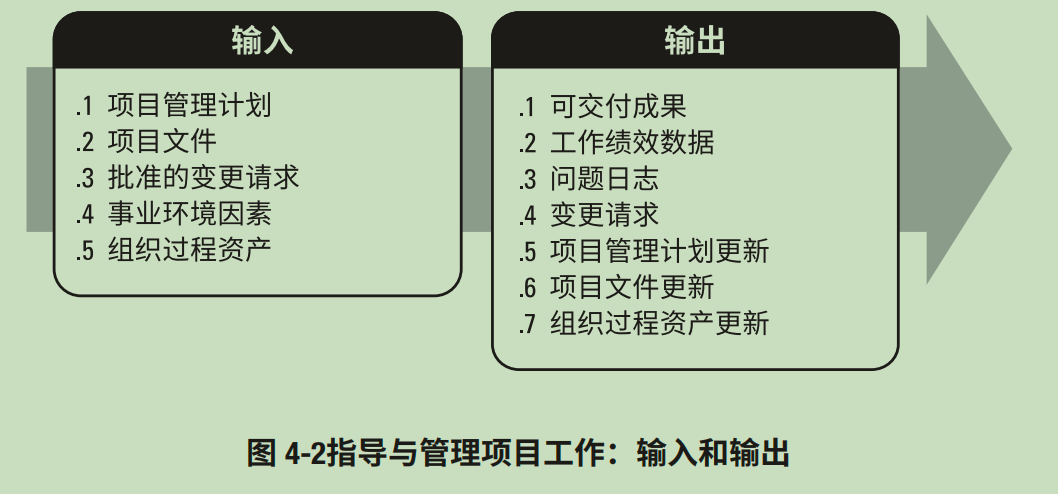 输入
.1 项目管理计划
.2 项目文件
.3 批准的变更请求
.4 事业环境因素
.5 组织过程资产
输出
.1 可交付成果
.2 工作绩效数据
.3 问题日志
.4 变更请求
.5 项目管理计划更新
.6 项目文件更新
.7 组织过程资产更新
图 4-2指导与管理项目工作：输入和输出